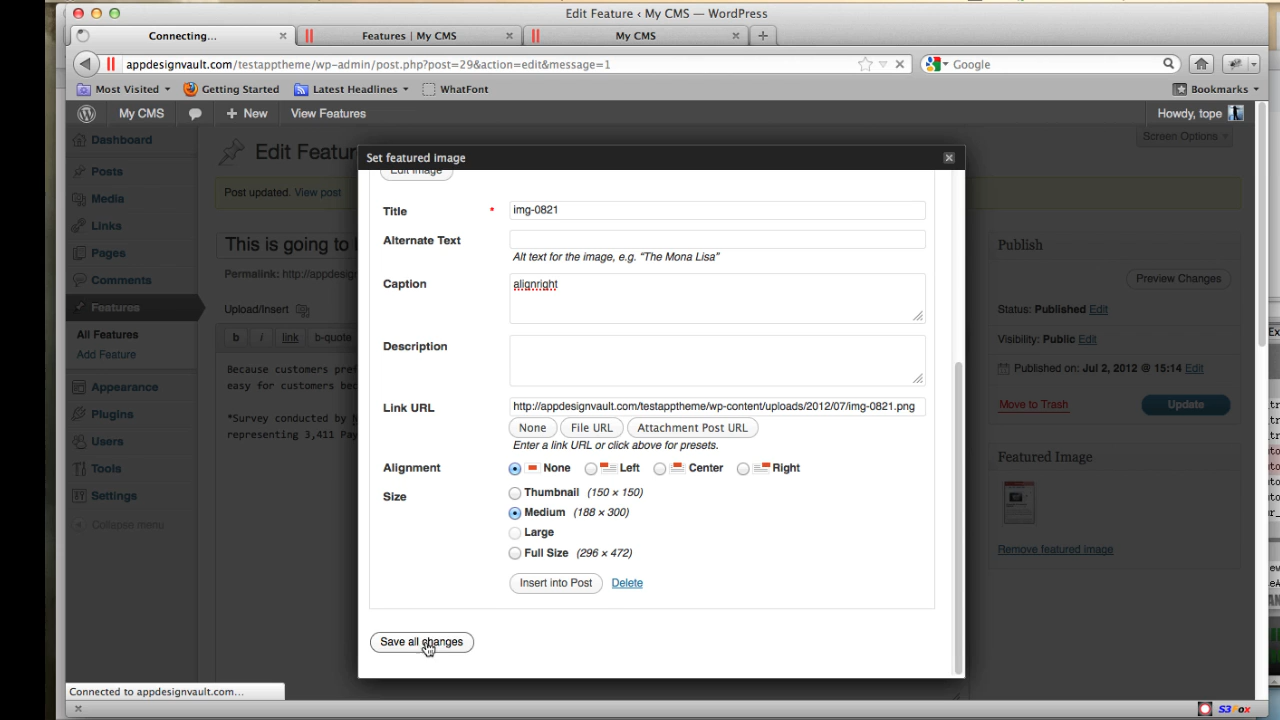 Edit Feature ‹ My CMS — WordPress
Connecting...
Features | My CMS
My CMS
appdesignvault.com/testapptheme/wp-admin/post.php?post=29&action=edit&message=1
Google
Most Visited
Getting Started
Latest Headlines
WhatFont
Bookmarks
My CMS
New
View Features
Howdy, tope
Dashboard
Posts
Media
Links
Pages
Comments
Features
All Features
Add Feature
Appearance
Plugins
Users
Tools
Settings
Collapse menu
Screen Options
Edit Featur
Post updated. View post
This is going to
Permalink: http://appdesign
Upload/Insert
b i link b-quote
Because customers pref
easy for customers bec
*Survey conducted by
representing 3,411 Pay
Set featured image
Edit Image
Title * img-0821
Alternate Text
Alt text for the image, e.g. “The Mona Lisa”
Caption alignright
Description
Link URL http://appdesignvault.com/testapptheme/wp-content/uploads/2012/07/img-0821.png
None File URL Attachment Post URL
Enter a link URL or click above for presets.
Alignment None Left Center Right
Size Thumbnail (150 × 150)
Medium (188 × 300)
Large
Full Size (296 × 472)
Insert into Post Delete
Save all changes
Publish
Preview Changes
Status: Published Edit
Visibility: Public Edit
Published on: Jul 2, 2012 @ 15:14 Edit
Move to Trash Update
Featured Image
Remove featured image
Connected to appdesignvault.com...
S3Fox